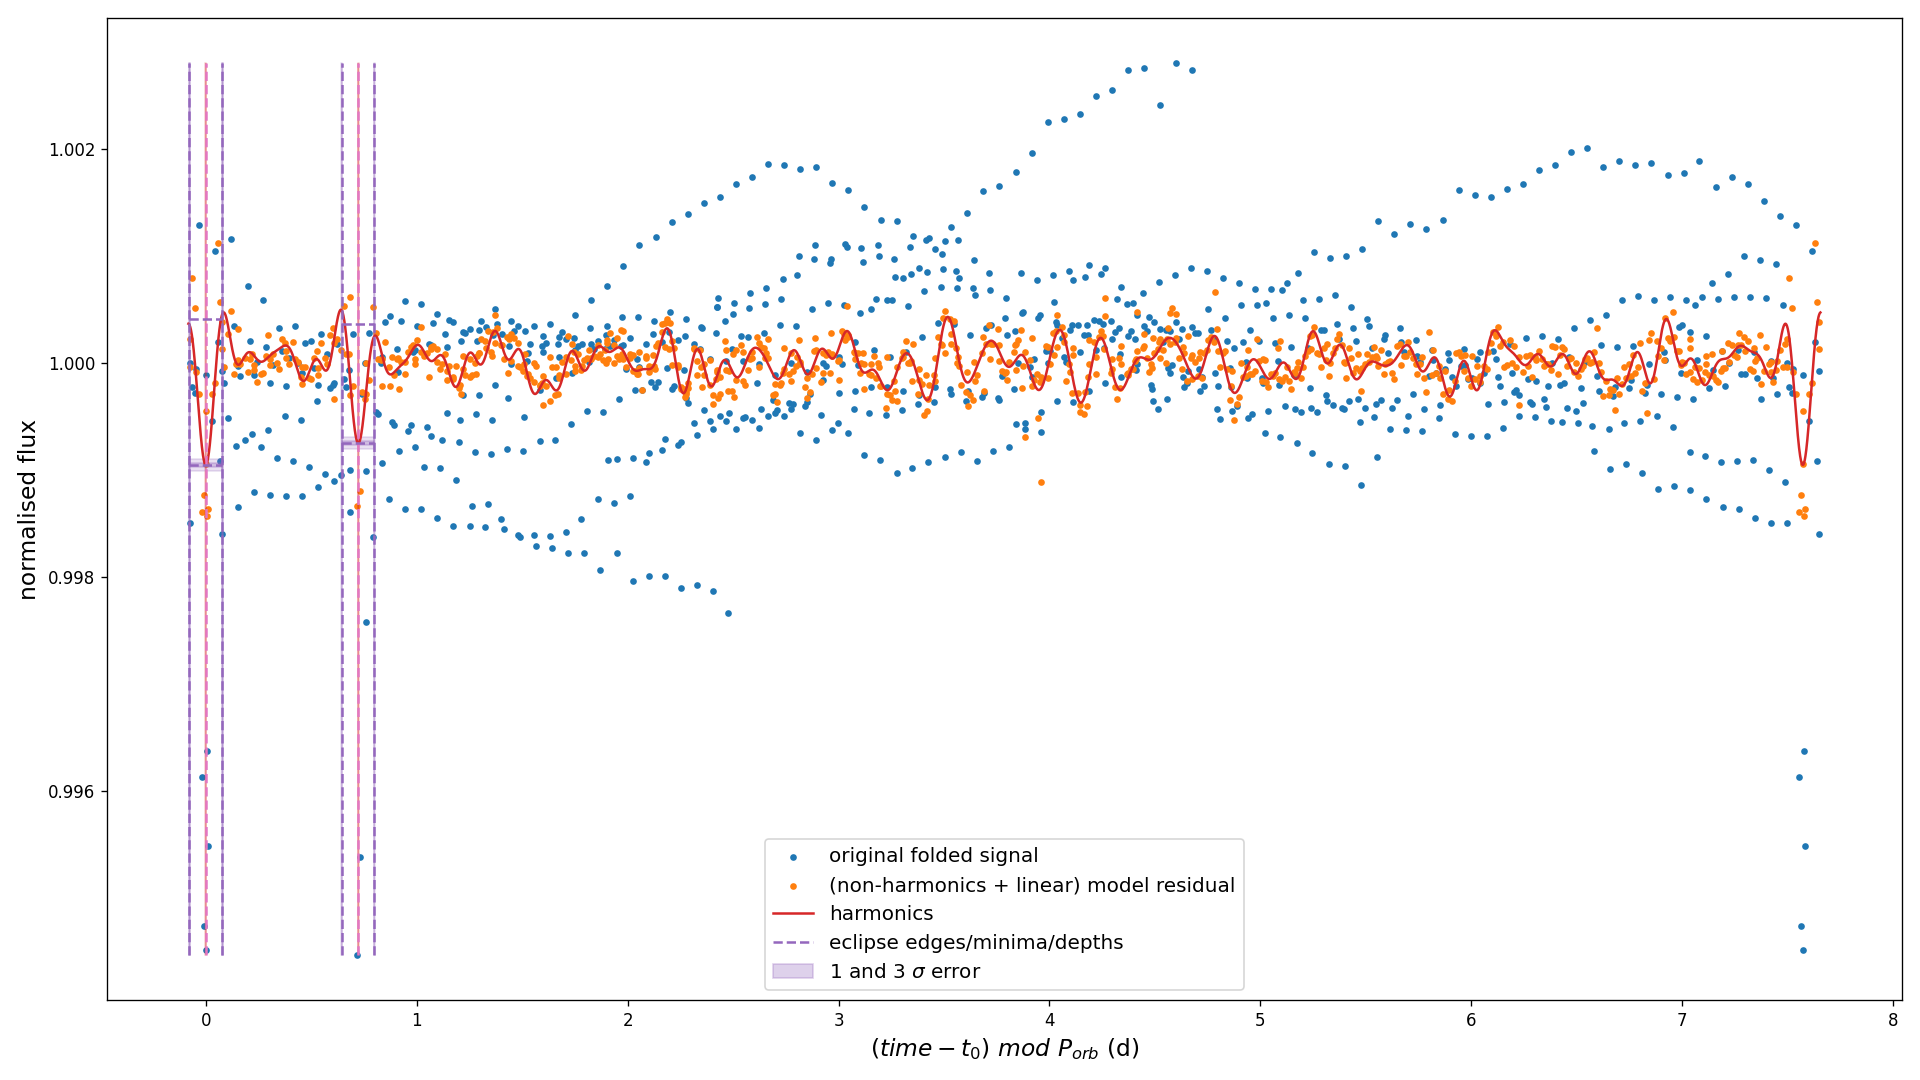 normalised flux
1.002
1.000
0.998
0.996
original folded signal
(non-harmonics + linear) model residual
harmonics
eclipse edges/minima/depths
1 and 3 σ error
0 1 2 3 4 5 6 7 8
(time − t₀) mod Pₒᵣb (d)